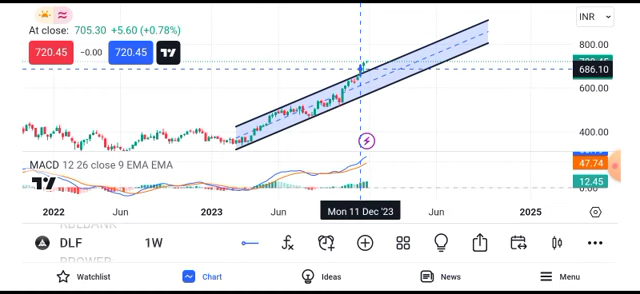 At close: 705.30 +5.60 (+0.78%)
INR
720.45 -0.00 720.45
800.00
686.10
600.00
400.00
MACD 12 26 close 9 EMA EMA
47.74
12.45
0.00
2022 Jun 2023 Jun Mon 11 Dec '23 Jun 2025
DLF 1W
Watchlist Chart Ideas News Menu